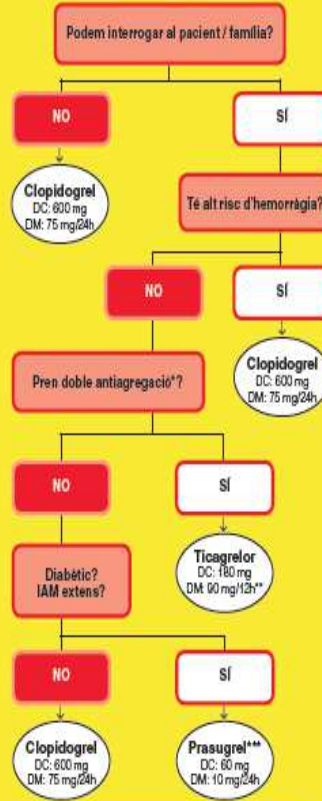 Podem interrogar al pacient / família?
NO
SÍ
Clopidogrel
DC: 600 mg
DM: 75 mg/24h
Té alt risc d'hemorràgia?
NO
SÍ
Clopidogrel
DC: 600 mg
DM: 75 mg/24h
Pren doble antiagregació*?
NO
SÍ
Ticagrelor
DC: 180 mg
DM: 90 mg/12h**
Diabètic?
IAM extens?
NO
SÍ
Clopidogrel
DC: 600 mg
DM: 75 mg/24h
Prasugrel***
DC: 60 mg
DM: 10 mg/24h